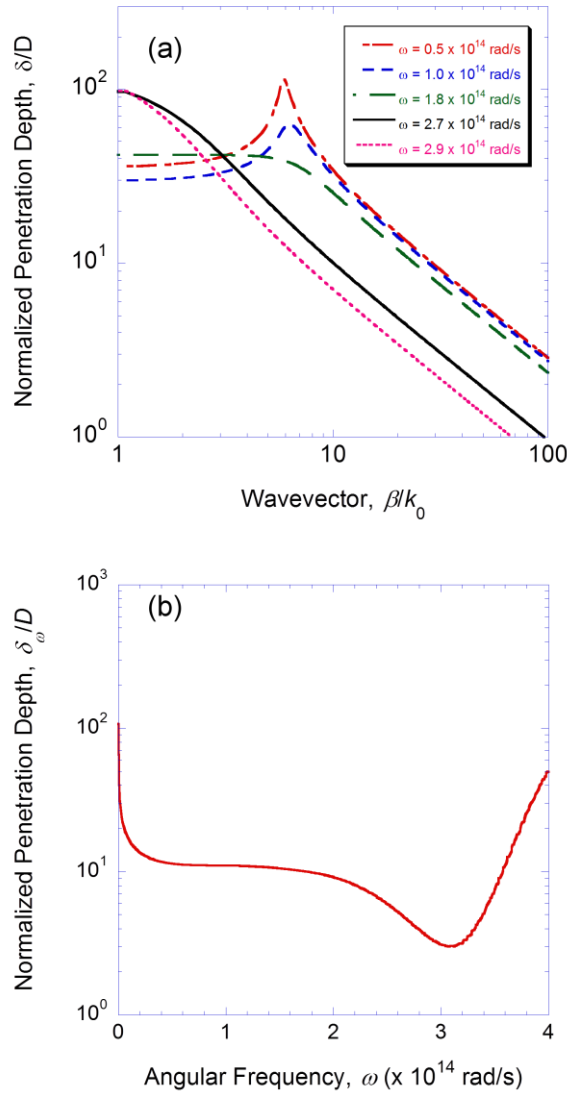 (a)
ω = 0.5 x 10¹⁴ rad/s
ω = 1.0 x 10¹⁴ rad/s
ω = 1.8 x 10¹⁴ rad/s
ω = 2.7 x 10¹⁴ rad/s
ω = 2.9 x 10¹⁴ rad/s
Normalized Penetration Depth, δ/D
10²
10¹
10⁰
1 10 100
Wavevector, β/k₀
(b)
Normalized Penetration Depth, δ_ω/D
10³
10²
10¹
10⁰
0 1 2 3 4
Angular Frequency, ω (x 10¹⁴ rad/s)